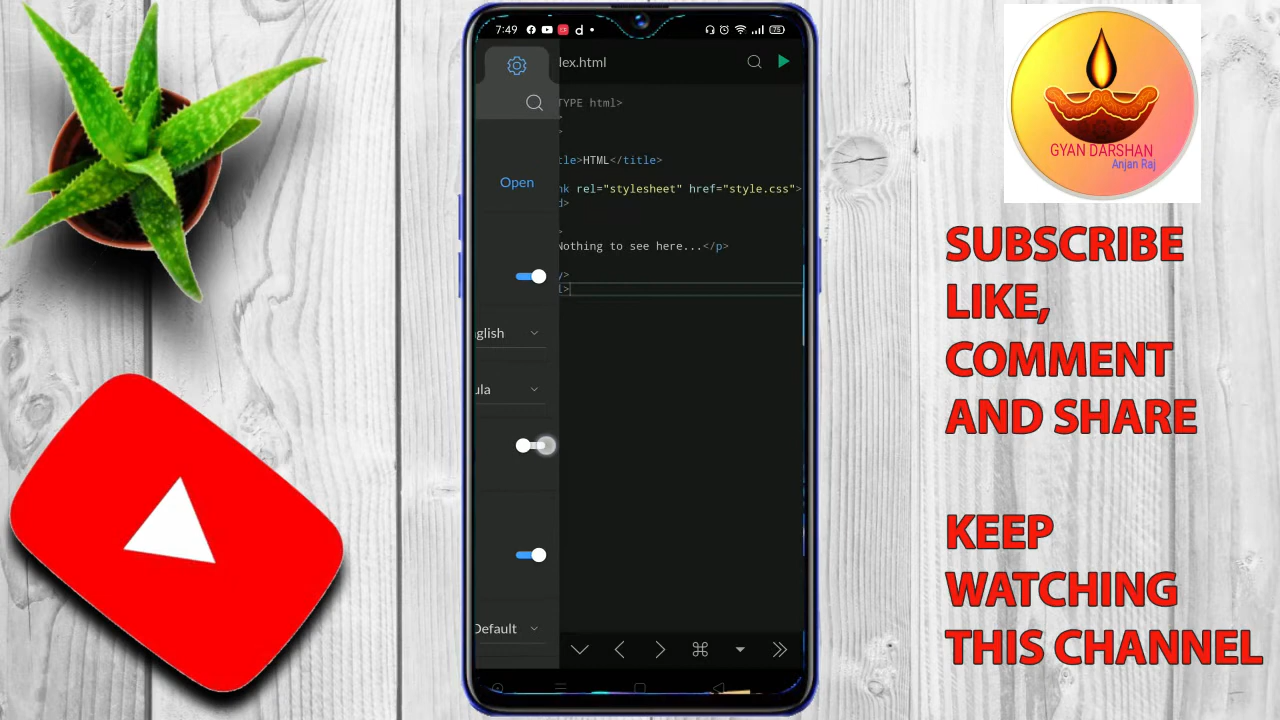 7:49
75
lex.html
TYPE html>
>
>
tle>HTML</title>
Open
nk rel="stylesheet" href="style.css">
d>
>
Nothing to see here...</p>
y>
l>
glish
ula
Default
GYAN DARSHAN
Anjan Raj
SUBSCRIBE
LIKE,
COMMENT
AND SHARE
KEEP
WATCHING
THIS CHANNEL